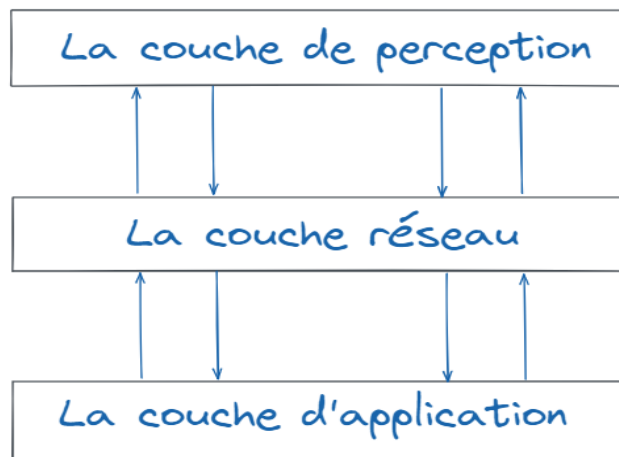 La couche de perception
La couche réseau
La couche d'application